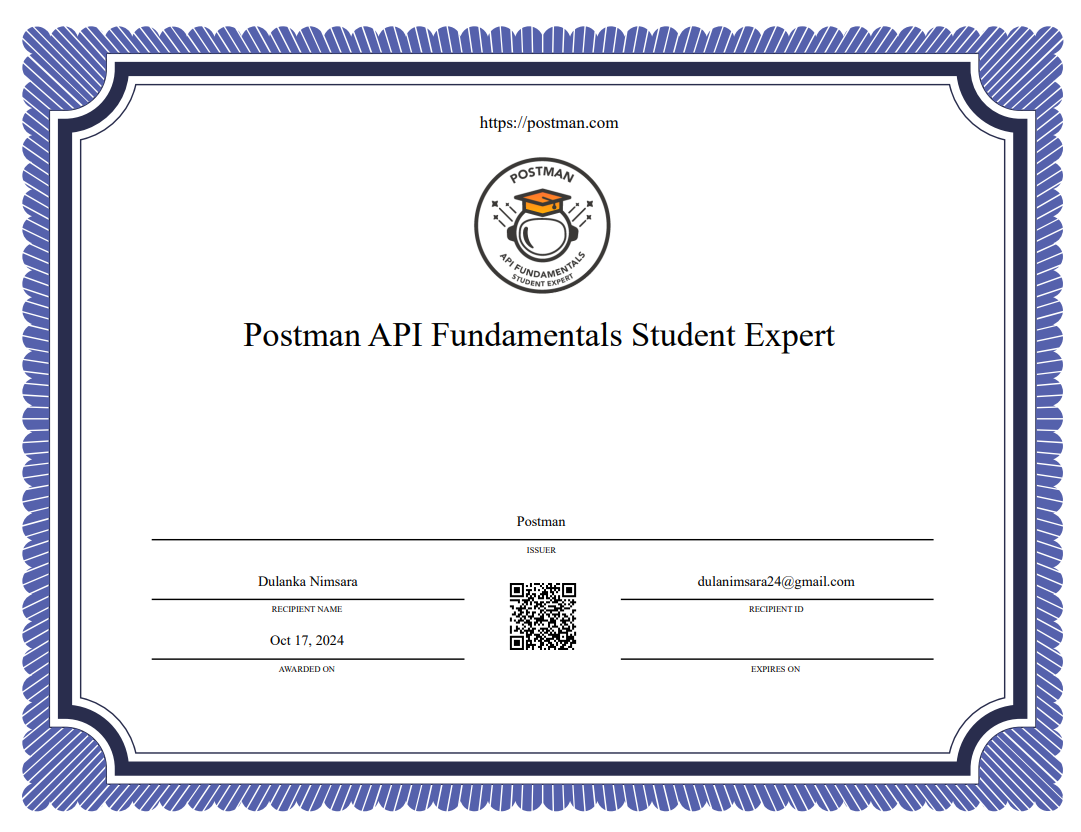 https://postman.com
POSTMAN
API FUNDAMENTALS
STUDENT EXPERT
Postman API Fundamentals Student Expert
Postman
ISSUER
Dulanka Nimsara
RECIPIENT NAME
dulanimsara24@gmail.com
RECIPIENT ID
Oct 17, 2024
AWARDED ON
EXPIRES ON